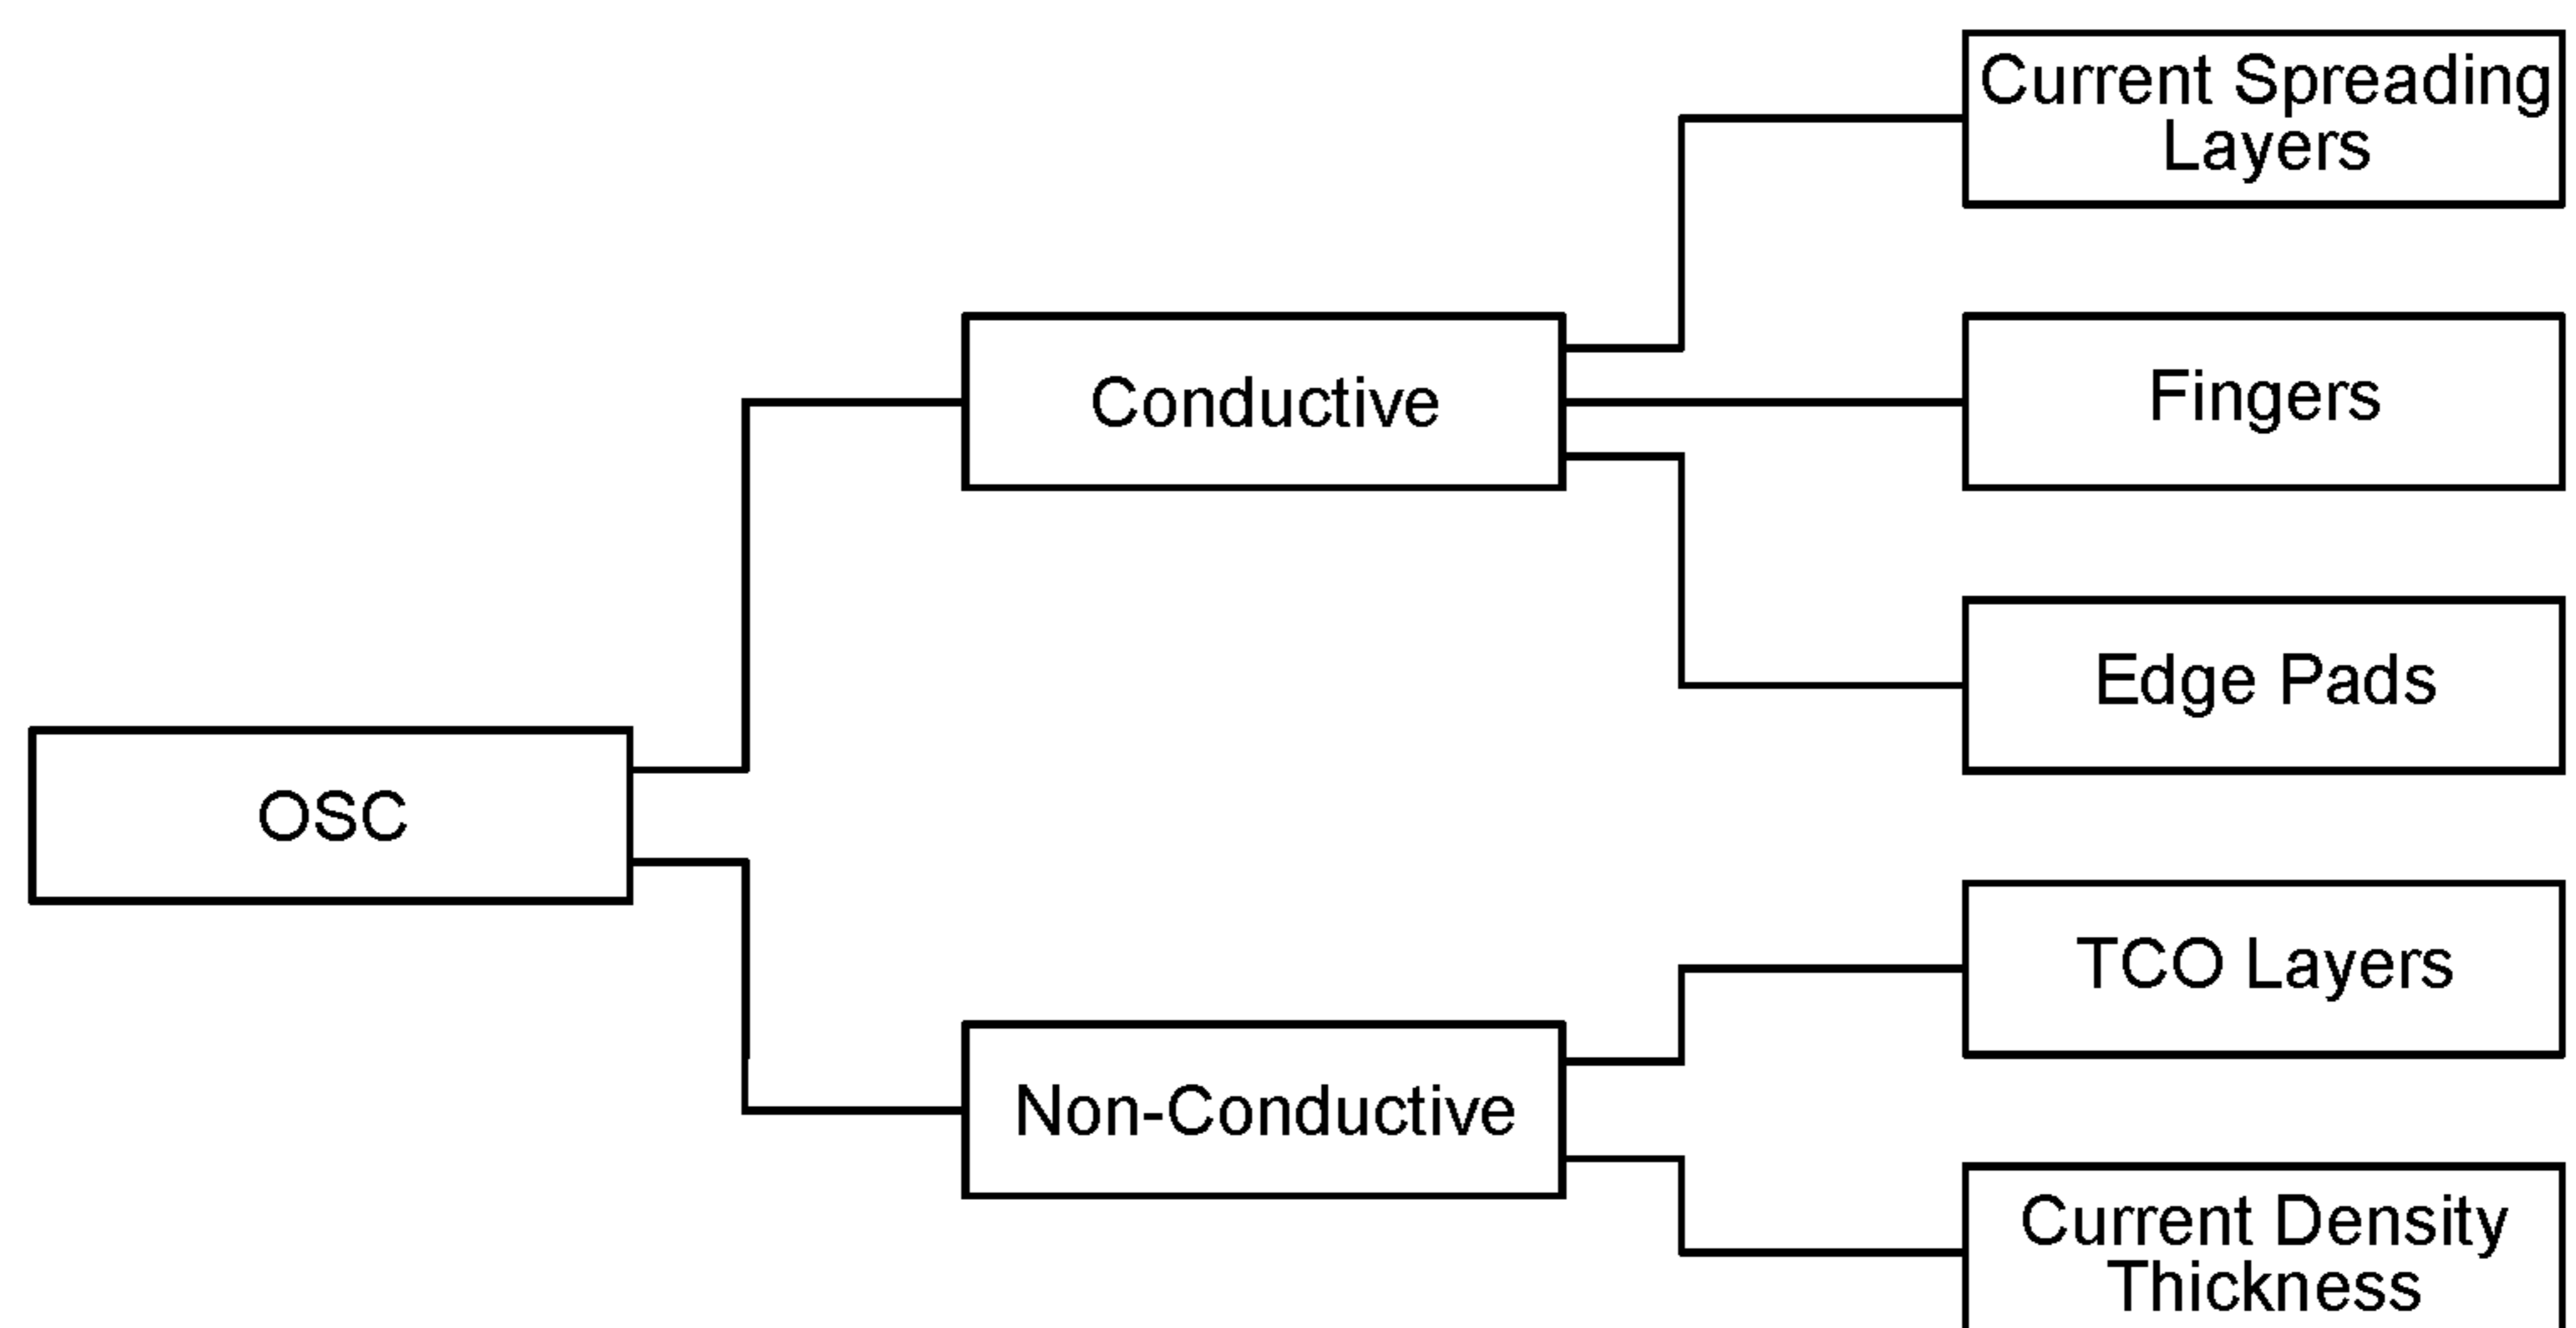 Current Spreading
Layers
Conductive
Fingers
Edge Pads
OSC
TCO Layers
Non-Conductive
Current Density
Thickness